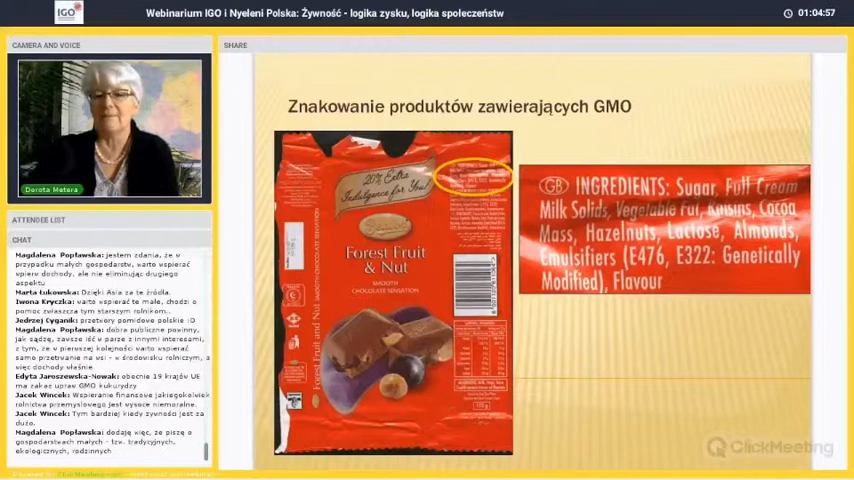 IGO
Webinarium IGO i Nyeleni Polska: Żywność - logika zysku, logika społeczeństw
01:04:57
CAMERA AND VOICE
SHARE
Dorota Metera
ATTENDEE LIST
CHAT
Magdalena Popławska: jestem zdania, że w
przypadku małych gospodarstw, warto wspierać
wpierw dochody, ale nie eliminując drugiego
aspektu
Marta Łukowska: Dzięki Asia za te źródła.
Iwona Kryczka: warto wspierać te małe, chodzi o
pomoc zwłaszcza tym starszym rolnikom..
Jedrzej Cyganik: przetwory pomidowe polskie :D
Magdalena Popławska: dobra publiczne powinny,
jak sądzę, zawsze iść w parze z innymi interesami,
z tym, że w pierwszej kolejności warto wspierać
samo przetrwanie na wsi - w środowisku rolniczym, a
więc dochody właśnie
Edyta Jaroszewska-Nowak: obecnie 19 krajów UE
ma zakaz upraw GMO kukurydzy
Jacek Wincek: Wspieranie finansowe jakiegokolwiek
rolnictwa przemysłowego jest wysoce niemoralne.
Jacek Wincek: Tym bardziej kiedy żywności jest za
dużo.
Magdalena Popławska: dodają więc, że piszę o
gospodarstwach małych - tzw. tradycyjnych,
ekologicznych, rodzinnych
Znakowanie produktów zawierających GMO
20% Extra
Indulgence for You!
Forest Fruit
& Nut
SMOOTH
CHOCOLATE SENSATION
Forest Fruit and Nut
GB INGREDIENTS: Sugar, Full Cream
Milk Solids, Vegetable Fat, Raisins, Cocoa
Mass, Hazelnuts, Lactose, Almonds,
Emulsifiers (E476, E322: Genetically
Modified), Flavour
ClickMeeting